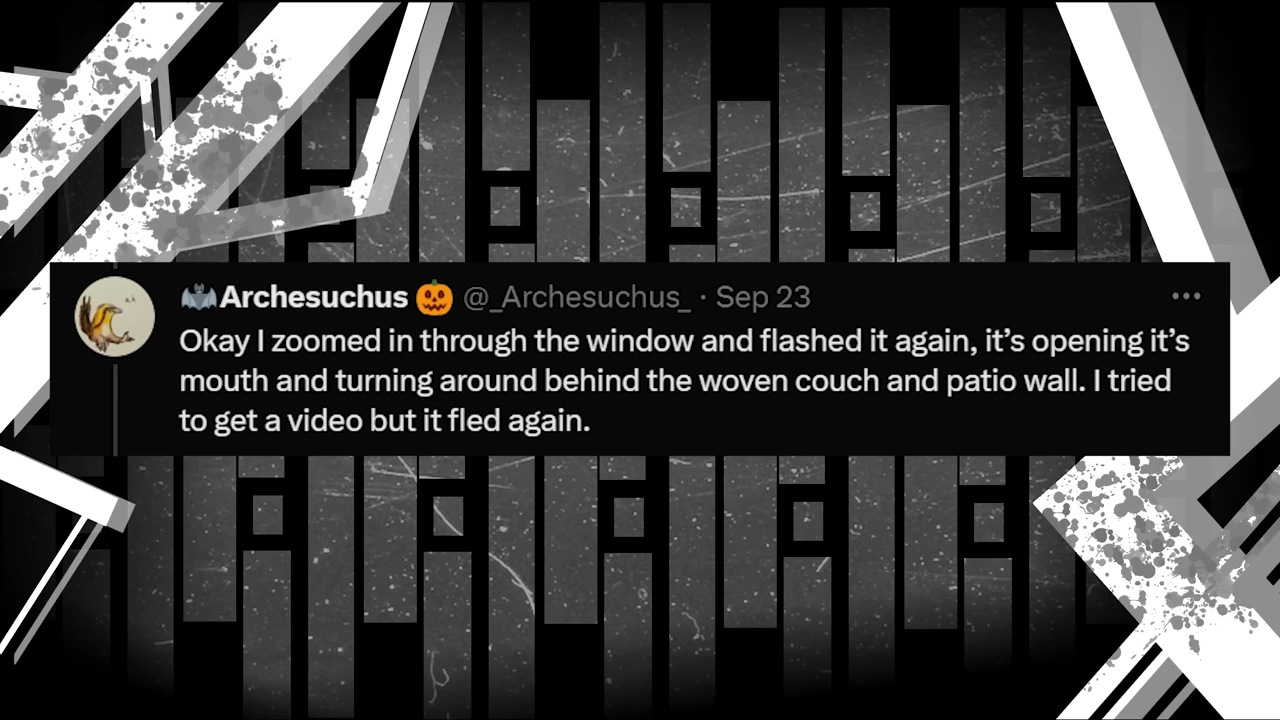 🦇Archesuchus 🎃 @_Archesuchus_ · Sep 23
Okay I zoomed in through the window and flashed it again, it’s opening it’s
mouth and turning around behind the woven couch and patio wall. I tried
to get a video but it fled again.